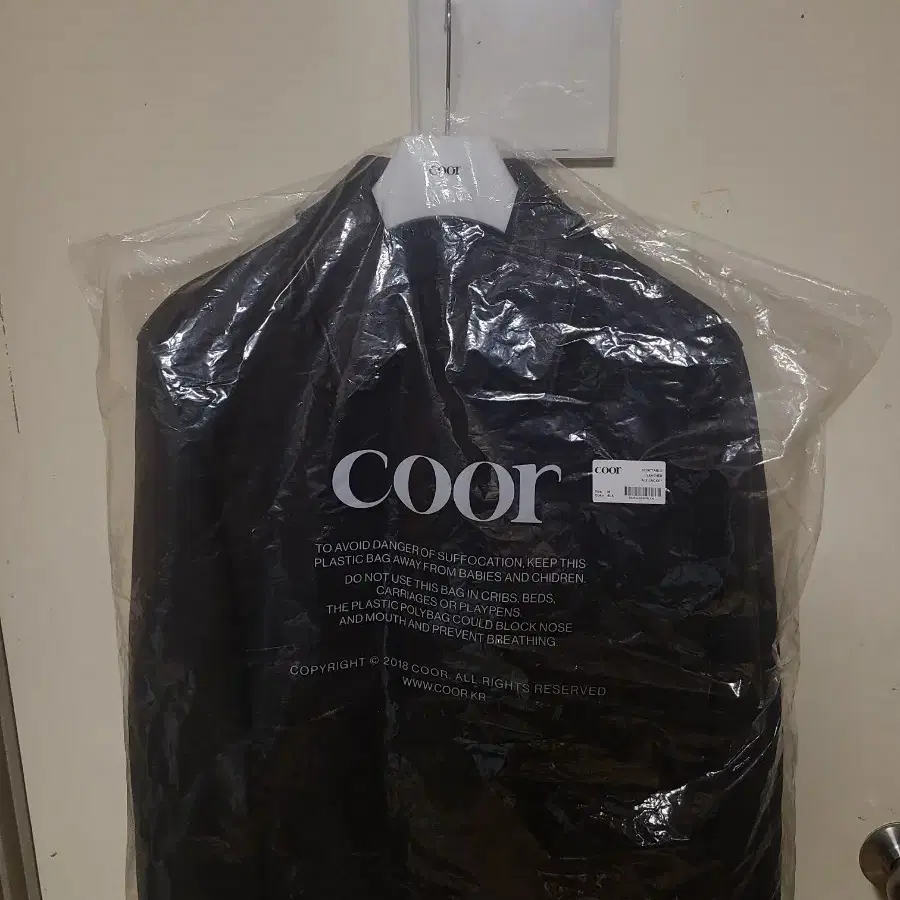 coor
coor
coor
TO AVOID DANGER OF SUFFOCATION, KEEP THIS
PLASTIC BAG AWAY FROM BABIES AND CHIDREN.
DO NOT USE THIS BAG IN CRIBS, BEDS,
CARRIAGES OR PLAYPENS.
THE PLASTIC POLYBAG COULD BLOCK NOSE
AND MOUTH AND PREVENT BREATHING.
COPYRIGHT © 2018 COOR. ALL RIGHTS RESERVED
WWW.COOR.KR